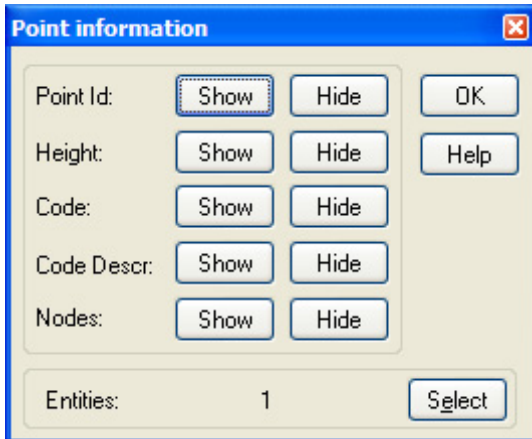 Point information
Point Id: Show Hide OK
Height: Show Hide Help
Code: Show Hide
Code Descr: Show Hide
Nodes: Show Hide
Entities: 1 Select